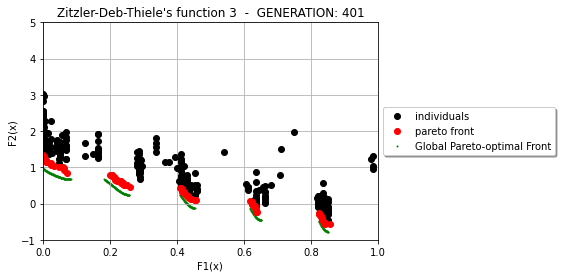 Zitzler-Deb-Thiele's function 3 - GENERATION: 401
5
4
3
2
1
0
−1
F2(x)
0.0 0.2 0.4 0.6 0.8 1.0
F1(x)
individuals
pareto front
Global Pareto-optimal Front